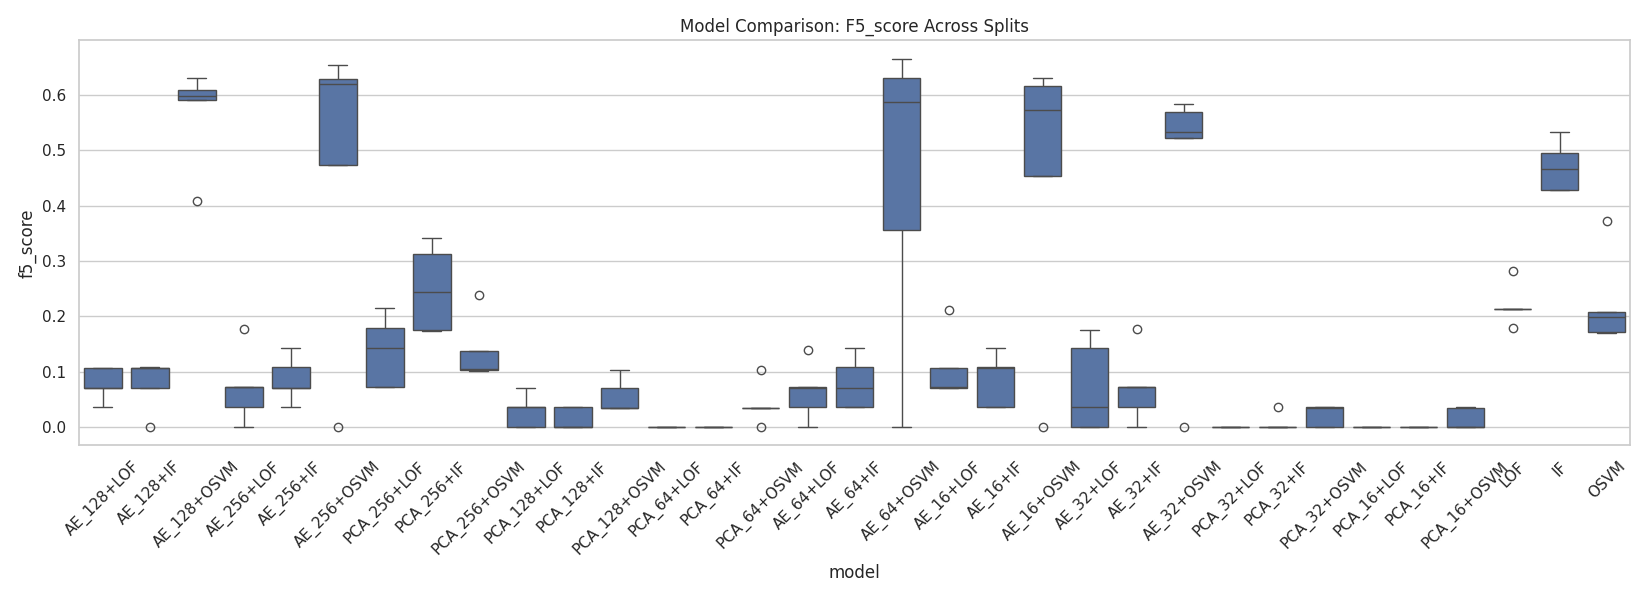 Model Comparison: F5_score Across Splits
f5_score
0.6
0.5
0.4
0.3
0.2
0.1
0.0
AE_128+LOF
AE_128+IF
AE_128+OSVM
AE_256+LOF
AE_256+IF
AE_256+OSVM
PCA_256+LOF
PCA_256+IF
PCA_256+OSVM
PCA_128+LOF
PCA_128+IF
PCA_128+OSVM
PCA_64+LOF
PCA_64+IF
PCA_64+OSVM
AE_64+LOF
AE_64+IF
AE_64+OSVM
AE_16+LOF
AE_16+IF
AE_16+OSVM
AE_32+LOF
AE_32+IF
AE_32+OSVM
PCA_32+LOF
PCA_32+IF
PCA_32+OSVM
PCA_16+LOF
PCA_16+IF
PCA_16+OSVM
LOF
IF
OSVM
model